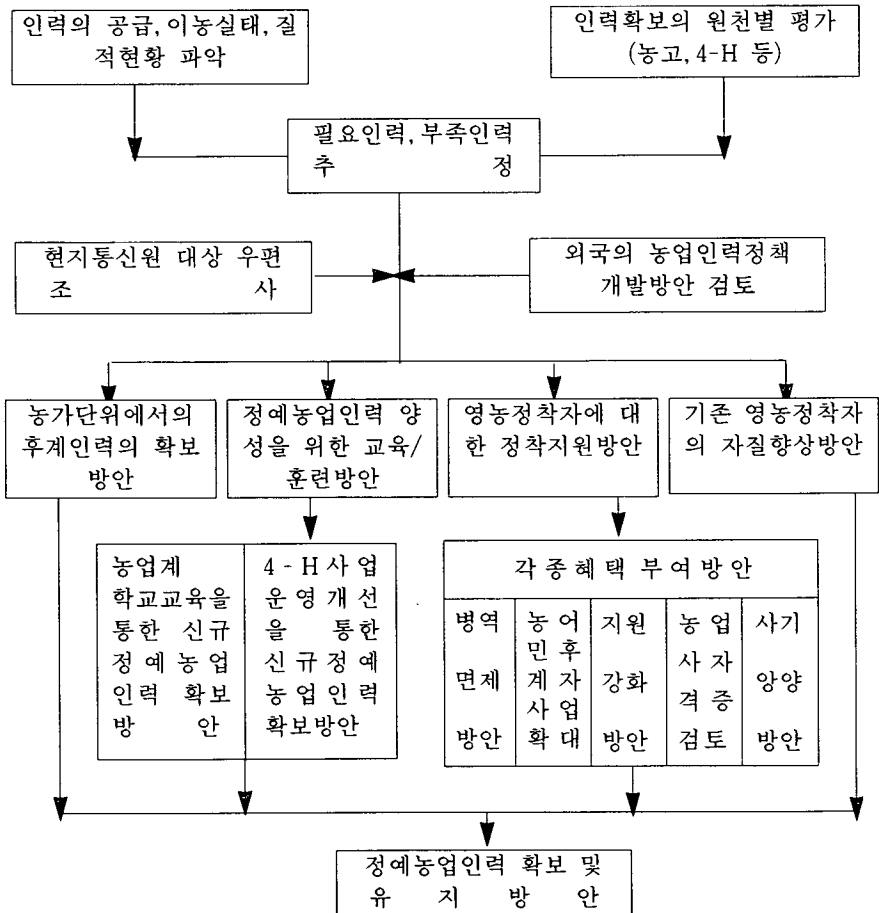 인력의 공급, 이농실태, 질
적현황 파악
인력확보의 원천별 평가
(농고, 4-H 등)
필요인력, 부족인력
추 정
현지통신원 대상 우편
조 사
외국의 농업인력정책
개발방안 검토
농가단위에서의
후계인력의 확보
방안
정예농업인력 양
성을 위한 교육/
훈련방안
영농정착자에 대
한 정착지원방안
기존 영농정착자
의 자질향상방안
농업계
학교교육을
통한 신규
정예농업
인력 확보
방 안
4-H사업
운영개선
을 통한
신규정예
농업인력
확보방안
각종혜택 부여방안
병역
면제
방안
농어
민후
계자
사업
확대
지원
강화
방안
농업
사자
격증
검토
사기
앙양
방안
정예농업인력 확보 및
유 지 방 안